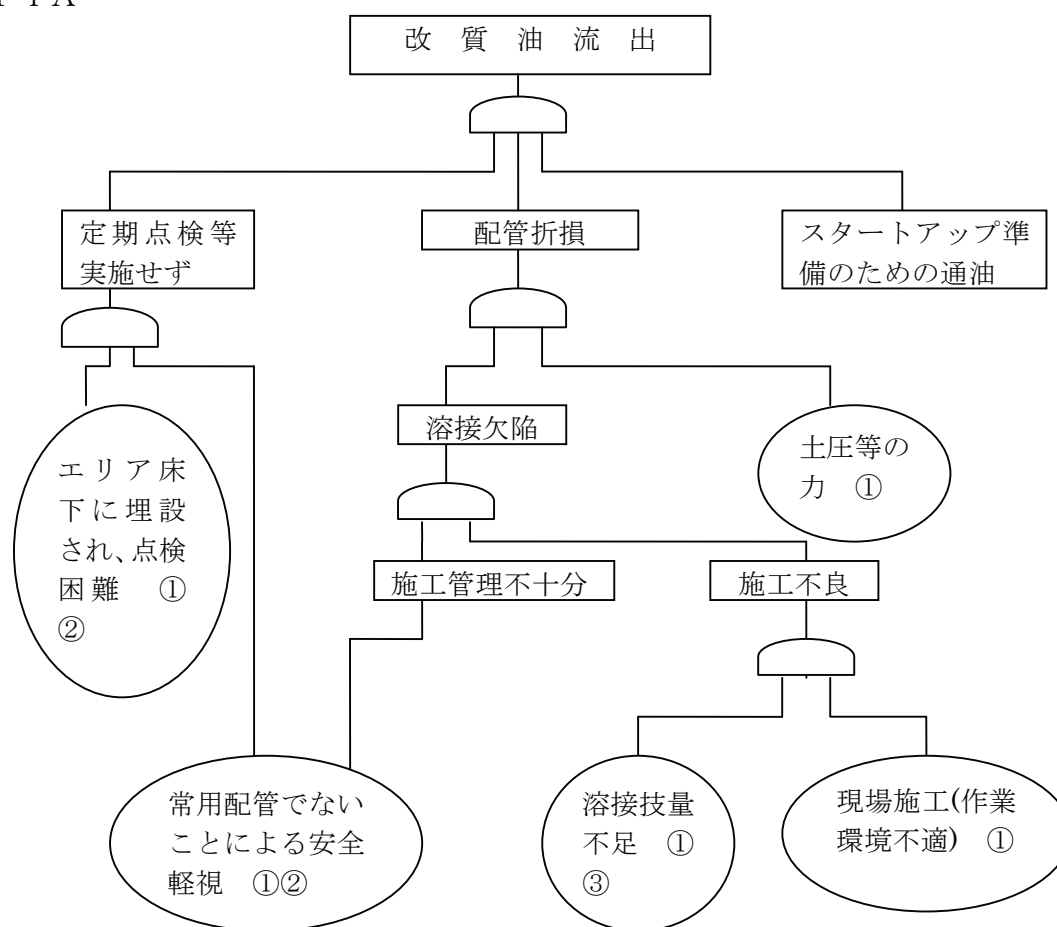 改質油流出
定期点検等
実施せず
配管折損
スタートアップ準
備のための通油
溶接欠陥
土圧等の
力 ①
エリア床
下に埋設
され、点検
困難 ①
②
施工管理不十分
施工不良
常用配管でない
ことによる安全
軽視 ①②
溶接技量
不足 ①
③
現場施工(作業
環境不適) ①